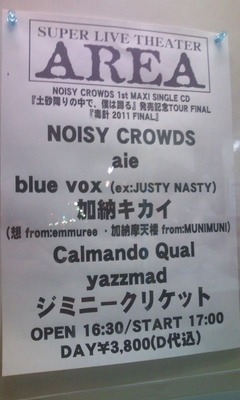 SUPER LIVE THEATER
AREA
NOISY CROWDS 1st MAXI SINGLE CD
『土砂降りの中で、僕は踊る』発売記念TOUR FINAL
『毒針 2011 FINAL』
NOISY CROWDS
aie
blue vox (ex:JUSTY NASTY)
加納キカイ
(想 from:emmuree ・加納摩天楼 from:MUNIMUNI)
Calmando Qual
yazzmad
ジミニークリケット
OPEN 16:30/START 17:00
DAY¥3,800(D代込)